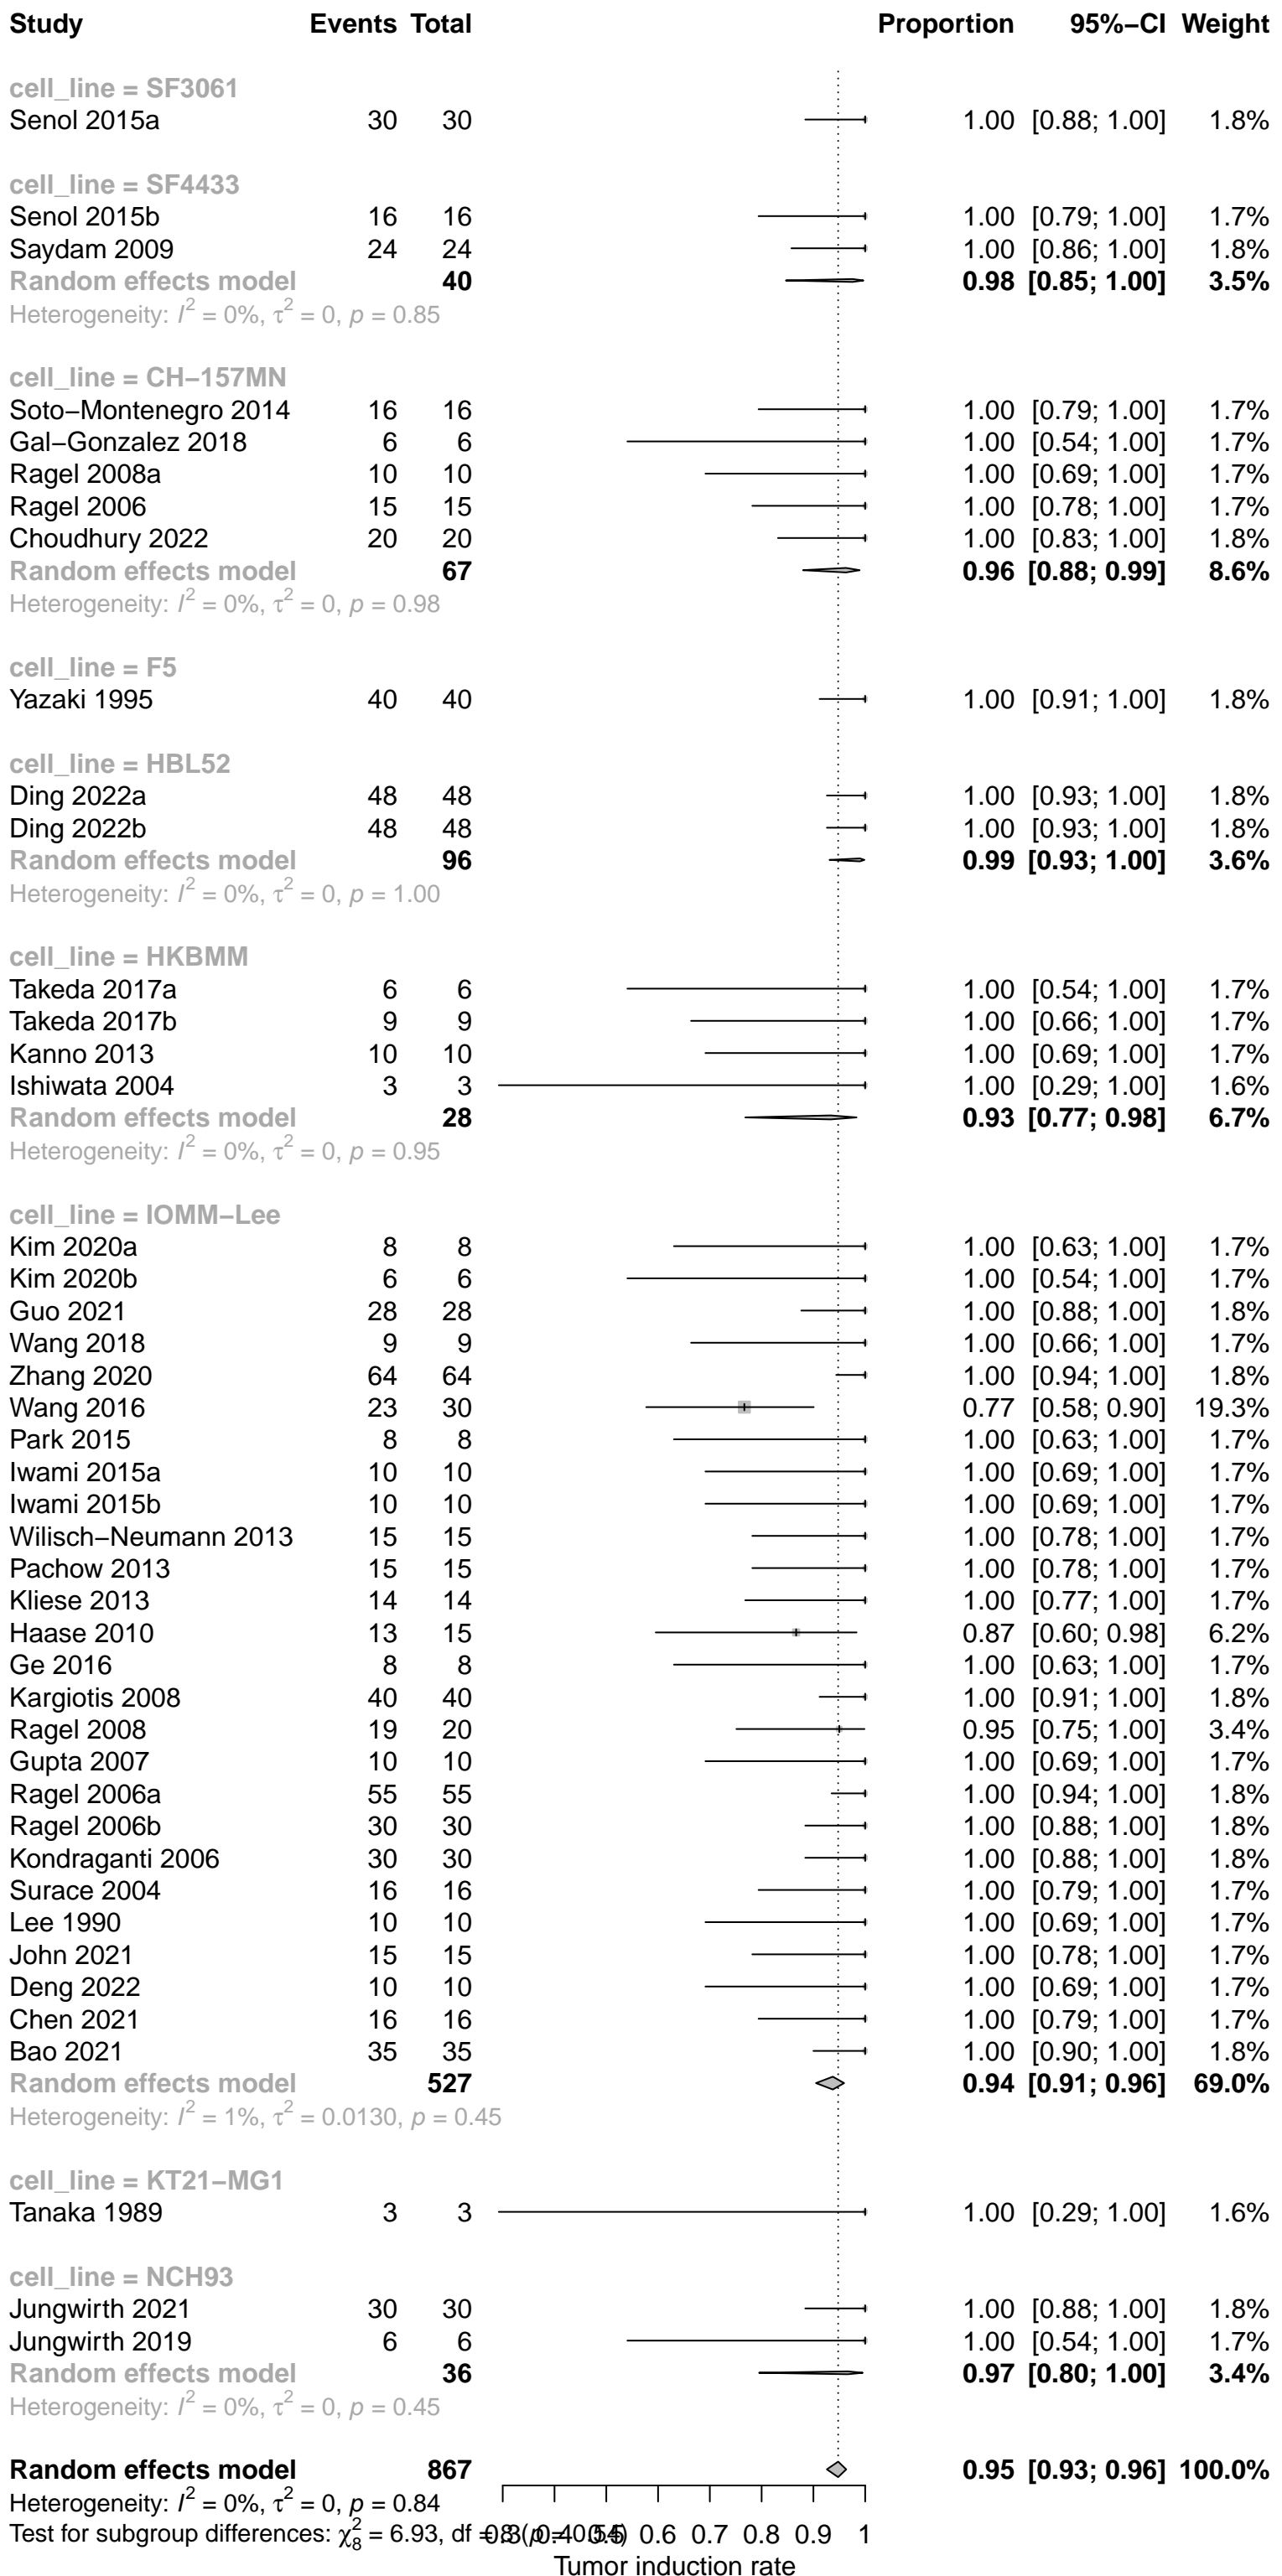 Study Events Total Proportion 95%−CI Weight
cell_line = SF3061
Senol 2015a 30 30 1.00 [0.88; 1.00] 1.8%
cell_line = SF4433
Senol 2015b 16 16 1.00 [0.79; 1.00] 1.7%
Saydam 2009 24 24 1.00 [0.86; 1.00] 1.8%
Random effects model 40 0.98 [0.85; 1.00] 3.5%
Heterogeneity: I² = 0%, τ² = 0, p = 0.85
cell_line = CH−157MN
Soto−Montenegro 2014 16 16 1.00 [0.79; 1.00] 1.7%
Gal−Gonzalez 2018 6 6 1.00 [0.54; 1.00] 1.7%
Ragel 2008a 10 10 1.00 [0.69; 1.00] 1.7%
Ragel 2006 15 15 1.00 [0.78; 1.00] 1.7%
Choudhury 2022 20 20 1.00 [0.83; 1.00] 1.8%
Random effects model 67 0.96 [0.88; 0.99] 8.6%
Heterogeneity: I² = 0%, τ² = 0, p = 0.98
cell_line = F5
Yazaki 1995 40 40 1.00 [0.91; 1.00] 1.8%
cell_line = HBL52
Ding 2022a 48 48 1.00 [0.93; 1.00] 1.8%
Ding 2022b 48 48 1.00 [0.93; 1.00] 1.8%
Random effects model 96 0.99 [0.93; 1.00] 3.6%
Heterogeneity: I² = 0%, τ² = 0, p = 1.00
cell_line = HKBMM
Takeda 2017a 6 6 1.00 [0.54; 1.00] 1.7%
Takeda 2017b 9 9 1.00 [0.66; 1.00] 1.7%
Kanno 2013 10 10 1.00 [0.69; 1.00] 1.7%
Ishiwata 2004 3 3 1.00 [0.29; 1.00] 1.6%
Random effects model 28 0.93 [0.77; 0.98] 6.7%
Heterogeneity: I² = 0%, τ² = 0, p = 0.95
cell_line = IOMM−Lee
Kim 2020a 8 8 1.00 [0.63; 1.00] 1.7%
Kim 2020b 6 6 1.00 [0.54; 1.00] 1.7%
Guo 2021 28 28 1.00 [0.88; 1.00] 1.8%
Wang 2018 9 9 1.00 [0.66; 1.00] 1.7%
Zhang 2020 64 64 1.00 [0.94; 1.00] 1.8%
Wang 2016 23 30 0.77 [0.58; 0.90] 19.3%
Park 2015 8 8 1.00 [0.63; 1.00] 1.7%
Iwami 2015a 10 10 1.00 [0.69; 1.00] 1.7%
Iwami 2015b 10 10 1.00 [0.69; 1.00] 1.7%
Wilisch−Neumann 2013 15 15 1.00 [0.78; 1.00] 1.7%
Pachow 2013 15 15 1.00 [0.78; 1.00] 1.7%
Kliese 2013 14 14 1.00 [0.77; 1.00] 1.7%
Haase 2010 13 15 0.87 [0.60; 0.98] 6.2%
Ge 2016 8 8 1.00 [0.63; 1.00] 1.7%
Kargiotis 2008 40 40 1.00 [0.91; 1.00] 1.8%
Ragel 2008 19 20 0.95 [0.75; 1.00] 3.4%
Gupta 2007 10 10 1.00 [0.69; 1.00] 1.7%
Ragel 2006a 55 55 1.00 [0.94; 1.00] 1.8%
Ragel 2006b 30 30 1.00 [0.88; 1.00] 1.8%
Kondraganti 2006 30 30 1.00 [0.88; 1.00] 1.8%
Surace 2004 16 16 1.00 [0.79; 1.00] 1.7%
Lee 1990 10 10 1.00 [0.69; 1.00] 1.7%
John 2021 15 15 1.00 [0.78; 1.00] 1.7%
Deng 2022 10 10 1.00 [0.69; 1.00] 1.7%
Chen 2021 16 16 1.00 [0.79; 1.00] 1.7%
Bao 2021 35 35 1.00 [0.90; 1.00] 1.8%
Random effects model 527 0.94 [0.91; 0.96] 69.0%
Heterogeneity: I² = 1%, τ² = 0.0130, p = 0.45
cell_line = KT21−MG1
Tanaka 1989 3 3 1.00 [0.29; 1.00] 1.6%
cell_line = NCH93
Jungwirth 2021 30 30 1.00 [0.88; 1.00] 1.8%
Jungwirth 2019 6 6 1.00 [0.54; 1.00] 1.7%
Random effects model 36 0.97 [0.80; 1.00] 3.4%
Heterogeneity: I² = 0%, τ² = 0, p = 0.45
Random effects model 867 0.95 [0.93; 0.96] 100.0%
Heterogeneity: I² = 0%, τ² = 0, p = 0.84
Test for subgroup differences: χ²₈ = 6.93, df = 8 (p = 0.54) 0.6 0.7 0.8 0.9 1
Tumor induction rate